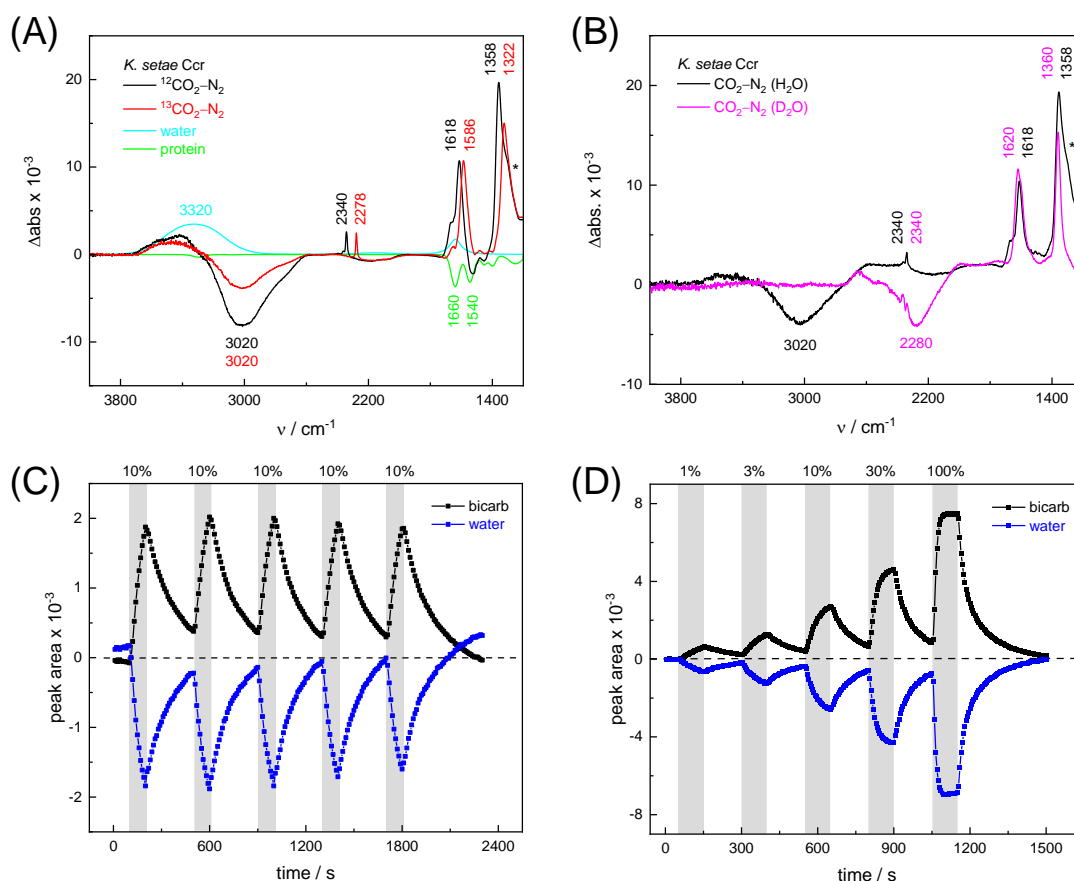 (A)
K. setae Ccr
¹²CO₂–N₂
¹³CO₂–N₂
water
protein
3320
3020
3020
2340
2278
1618
1586
1358
1322
*
1660
1540
20
10
0
-10
Δabs x 10⁻³
3800 3000 2200 1400
ν / cm⁻¹
(B)
K. setae Ccr
CO₂–N₂ (H₂O)
CO₂–N₂ (D₂O)
3020
2340
2340
2280
1620
1618
1360
1358
*
20
10
0
-10
Δabs. x 10⁻³
3800 3000 2200 1400
ν / cm⁻¹
(C)
10% 10% 10% 10% 10%
bicarb
water
2
1
0
-1
-2
peak area x 10⁻³
0 600 1200 1800 2400
time / s
(D)
1% 3% 10% 30% 100%
bicarb
water
8
4
0
-4
-8
peak area x 10⁻³
0 300 600 900 1200 1500
time / s